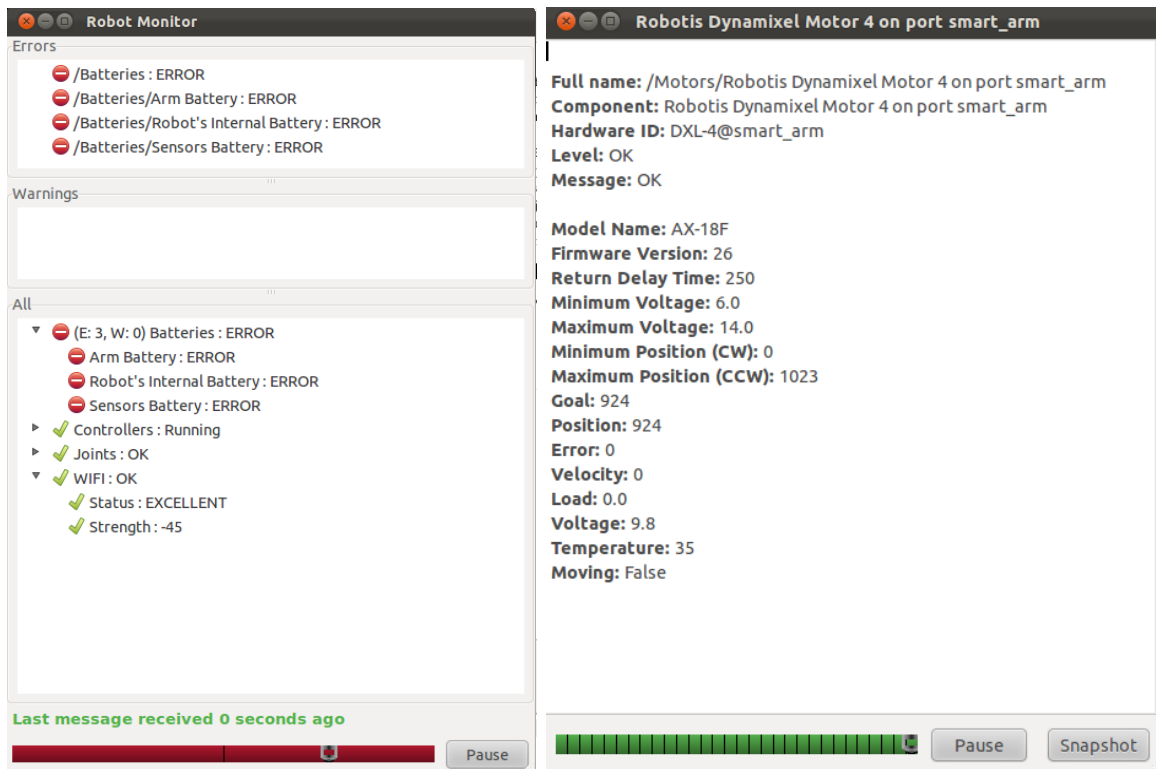 Robot Monitor
Errors
/Batteries : ERROR
/Batteries/Arm Battery : ERROR
/Batteries/Robot's Internal Battery : ERROR
/Batteries/Sensors Battery : ERROR
Warnings
All
(E: 3, W: 0) Batteries : ERROR
Arm Battery : ERROR
Robot's Internal Battery : ERROR
Sensors Battery : ERROR
Controllers : Running
Joints : OK
WIFI : OK
Status : EXCELLENT
Strength : -45
Last message received 0 seconds ago
Pause
Robotis Dynamixel Motor 4 on port smart_arm
Full name: /Motors/Robotis Dynamixel Motor 4 on port smart_arm
Component: Robotis Dynamixel Motor 4 on port smart_arm
Hardware ID: DXL-4@smart_arm
Level: OK
Message: OK
Model Name: AX-18F
Firmware Version: 26
Return Delay Time: 250
Minimum Voltage: 6.0
Maximum Voltage: 14.0
Minimum Position (CW): 0
Maximum Position (CCW): 1023
Goal: 924
Position: 924
Error: 0
Velocity: 0
Load: 0.0
Voltage: 9.8
Temperature: 35
Moving: False
Pause
Snapshot